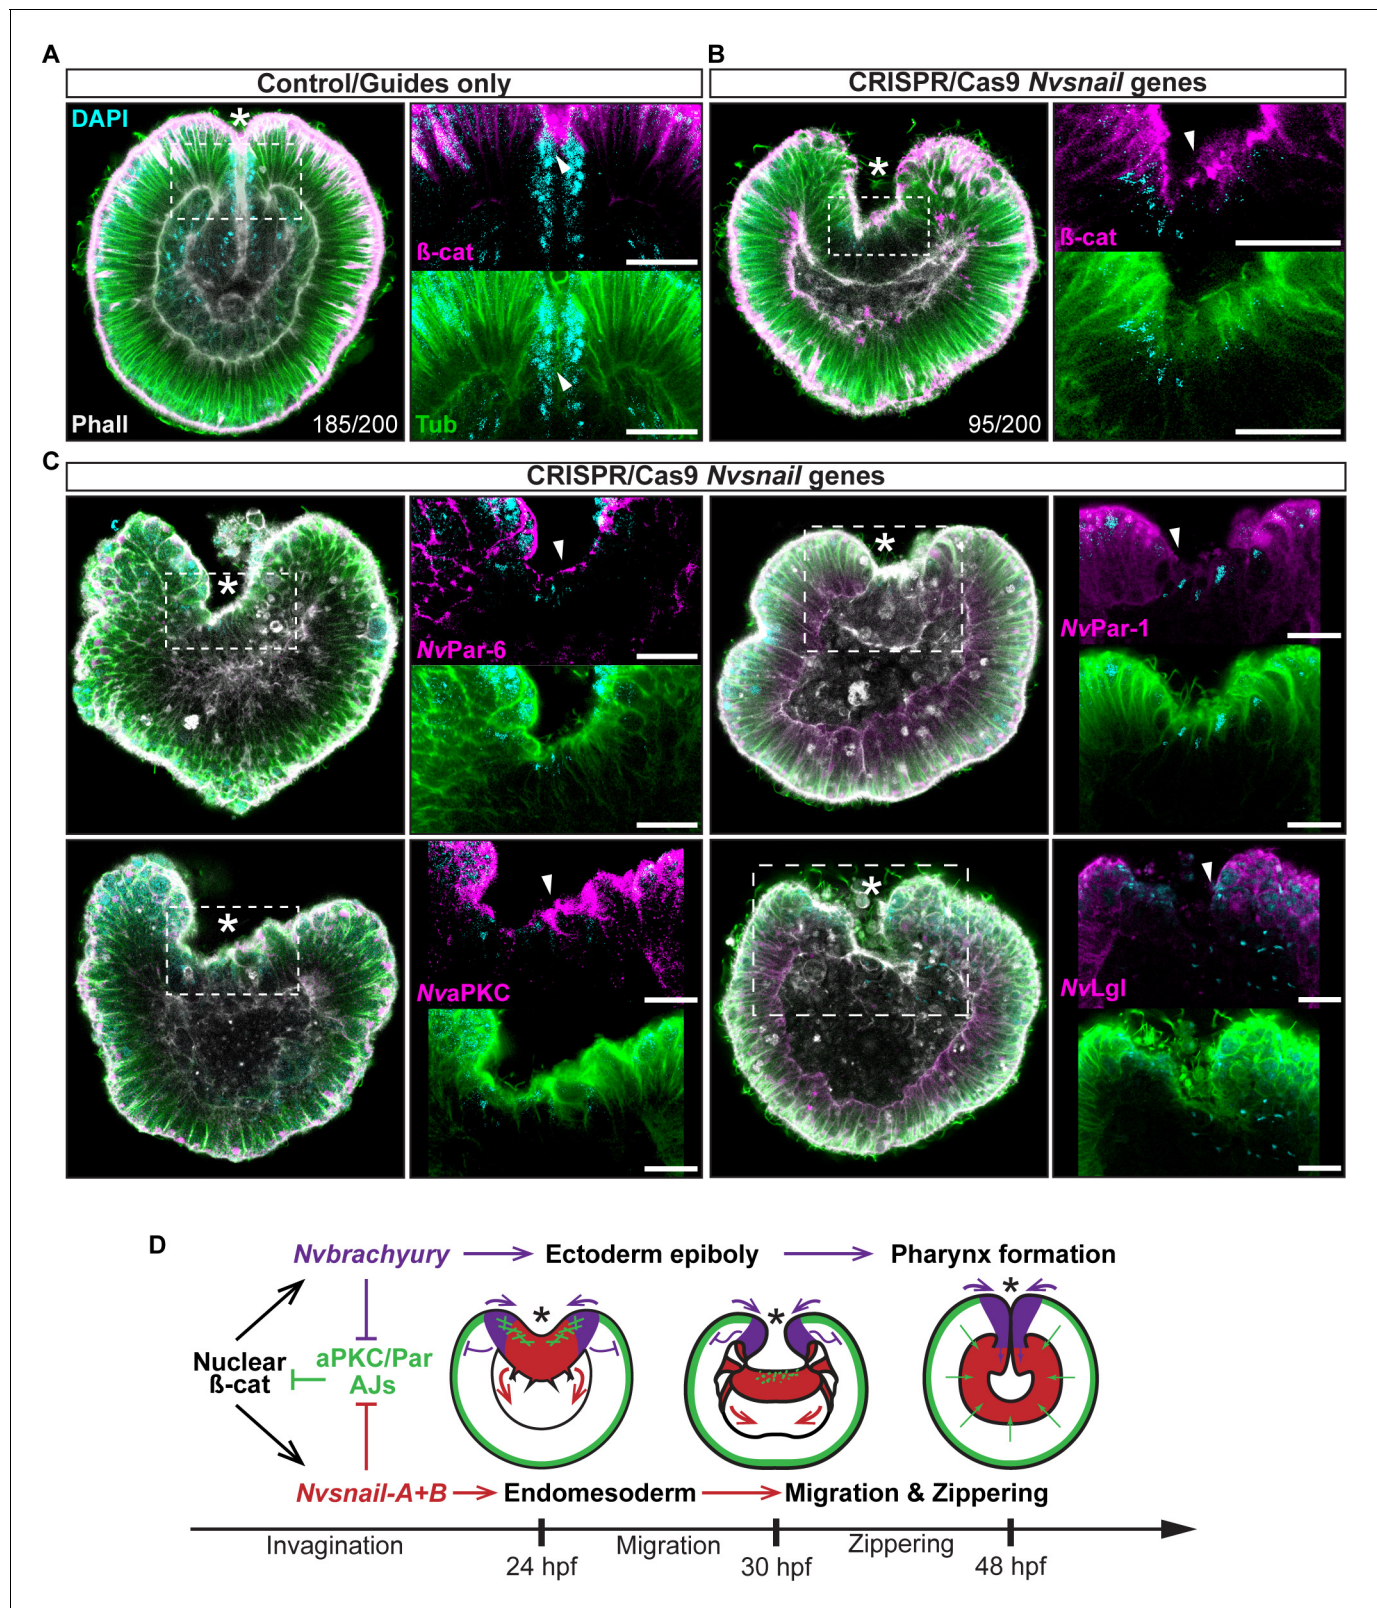 A
Control/Guides only
DAPI
*
Phall
185/200
ß-cat
Tub
B
CRISPR/Cas9 Nvsnail genes
*
95/200
ß-cat
C
CRISPR/Cas9 Nvsnail genes
*
NvPar-6
*
NvPar-1
*
NvaPKC
*
NvLgl
D
Nvbrachyury
Ectoderm epiboly
Pharynx formation
*
*
*
Nuclear
ß-cat
aPKC/Par
AJs
Nvsnail-A+B
Endomesoderm
Migration & Zippering
Invagination
Migration
Zippering
24 hpf
30 hpf
48 hpf